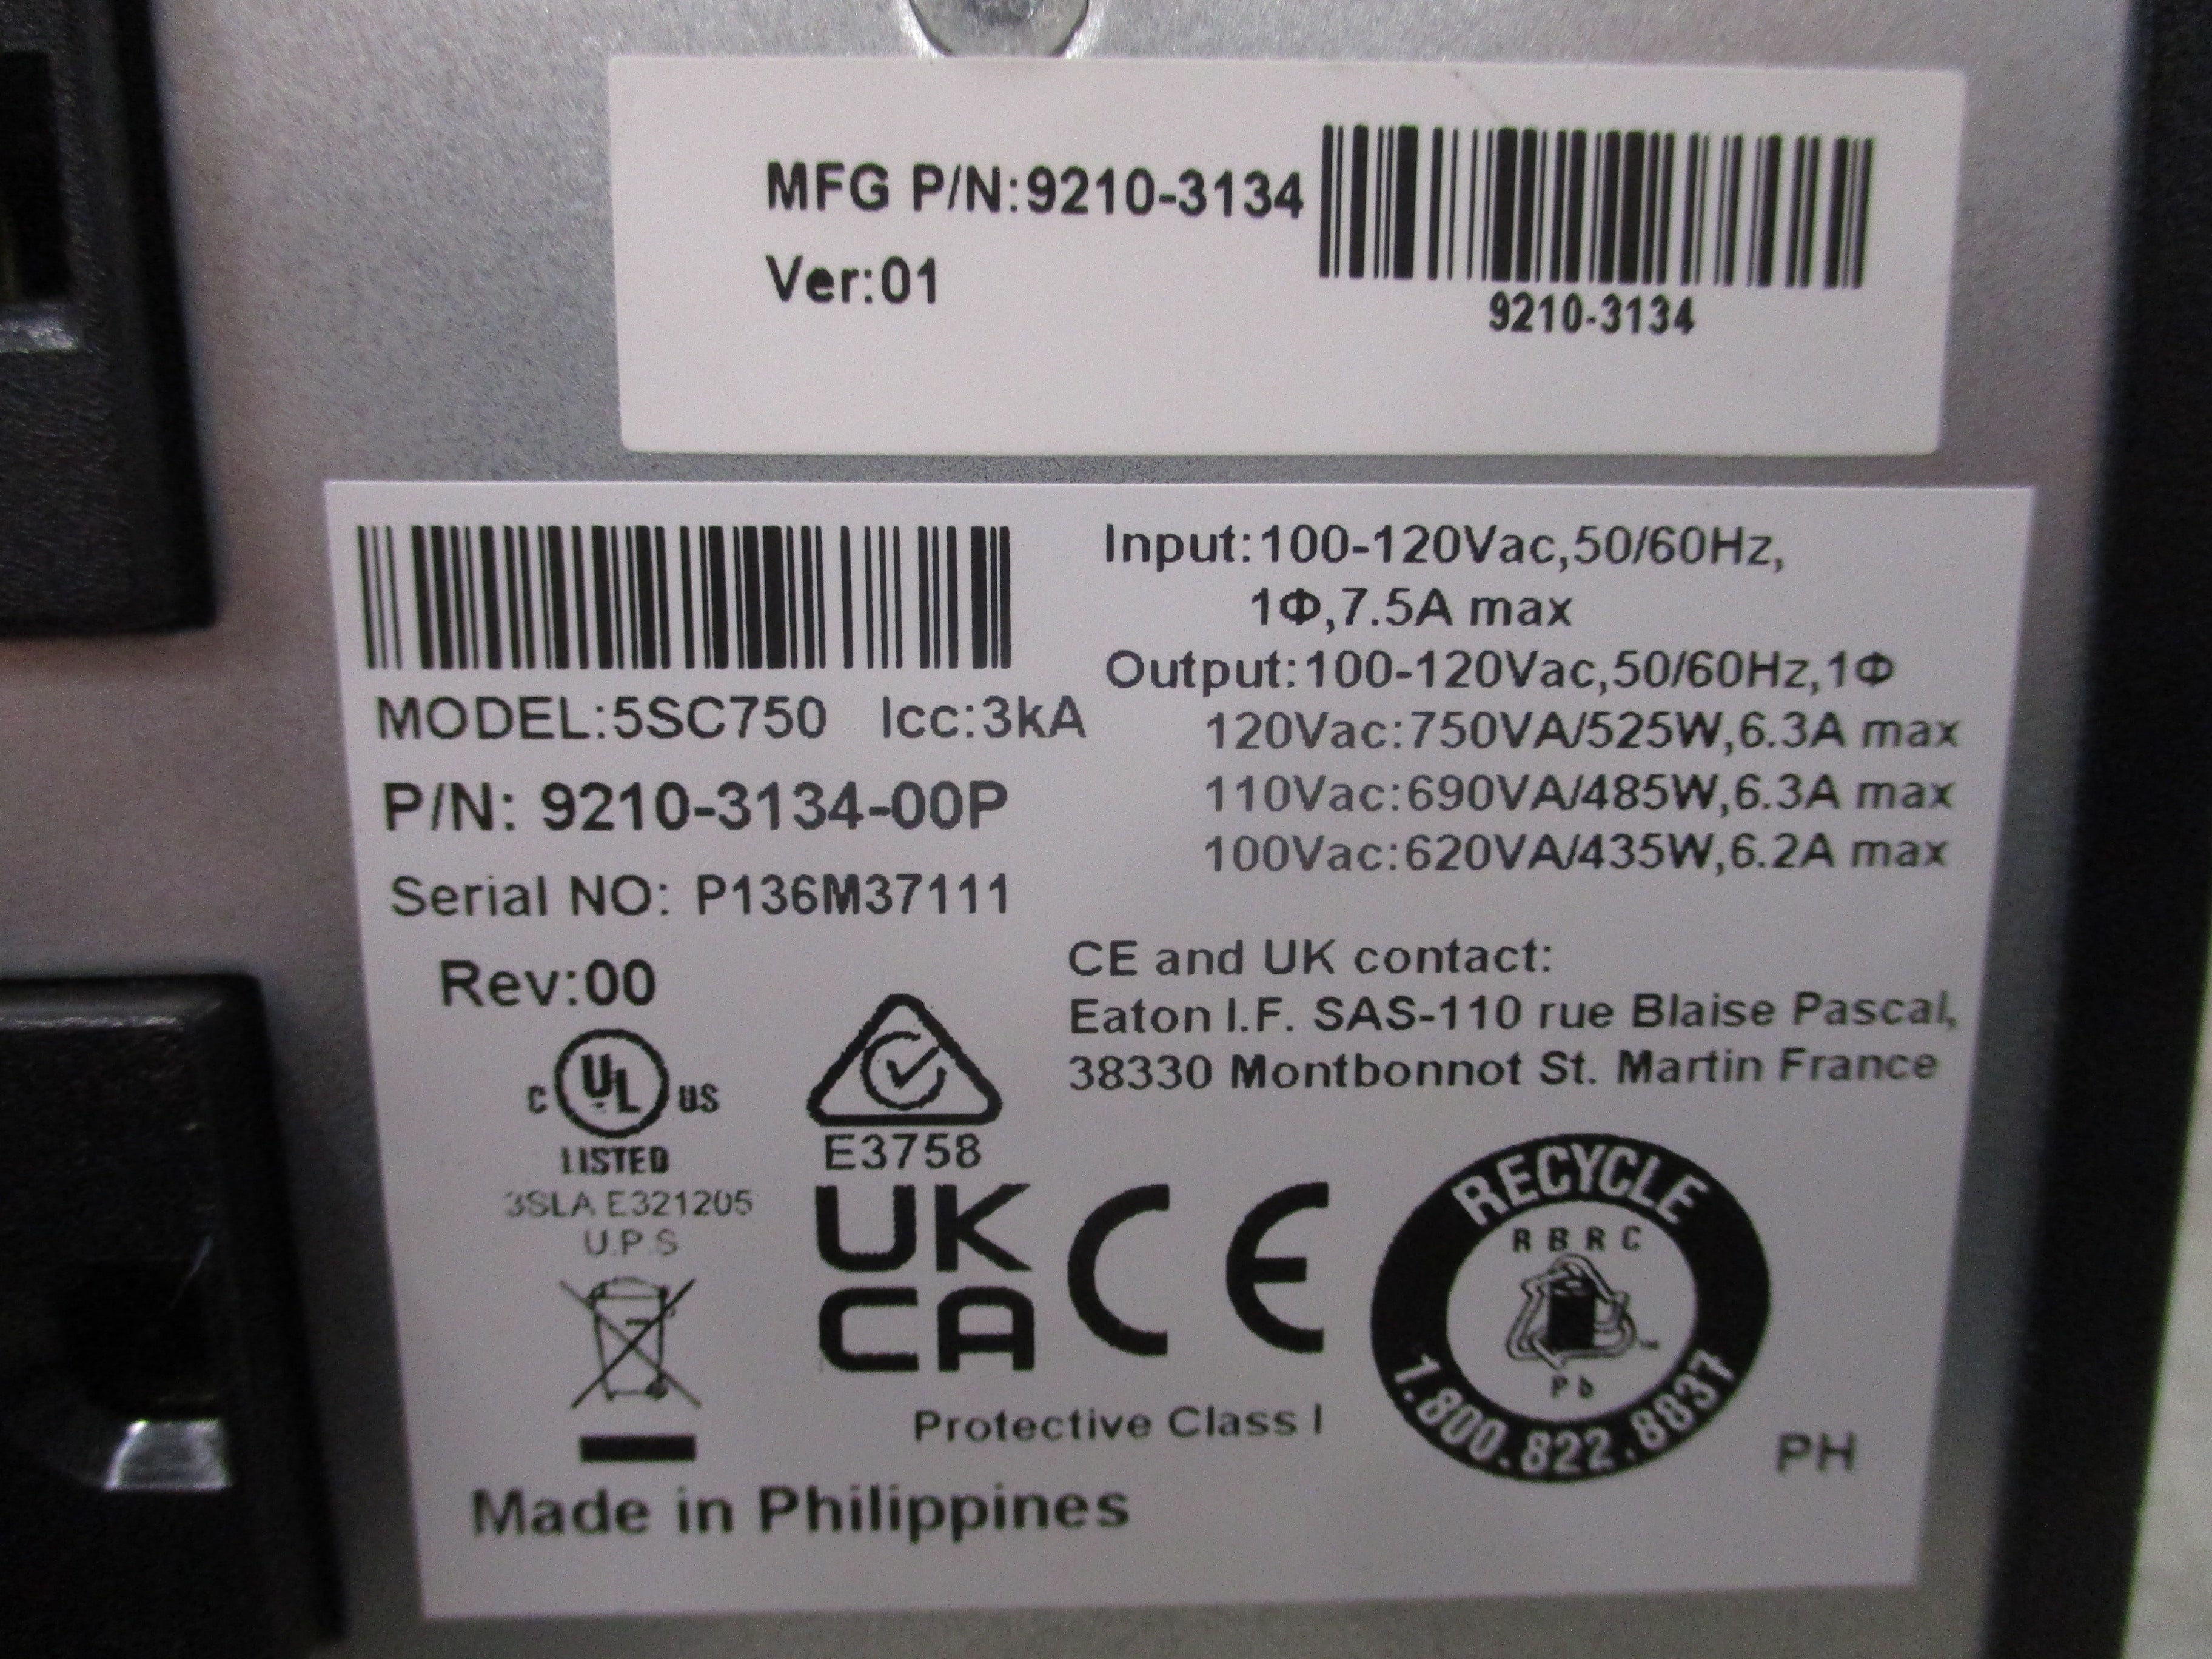 MFG P/N:9210-3134
Ver:01
9210-3134
MODEL:5SC750 Icc:3kA
P/N: 9210-3134-00P
Serial NO: P136M37111
Rev:00
Input:100-120Vac,50/60Hz,
1Φ,7.5A max
Output:100-120Vac,50/60Hz,1Φ
120Vac:750VA/525W,6.3A max
110Vac:690VA/485W,6.3A max
100Vac:620VA/435W,6.2A max
CE and UK contact:
Eaton I.F. SAS-110 rue Blaise Pascal,
38330 Montbonnot St. Martin France
C UL US
LISTED
3SLA E321205
U.P.S
E3758
UK
CA
CE
RECYCLE
RBRC
Pb
1.800.822.8837
Protective Class I
PH
Made in Philippines